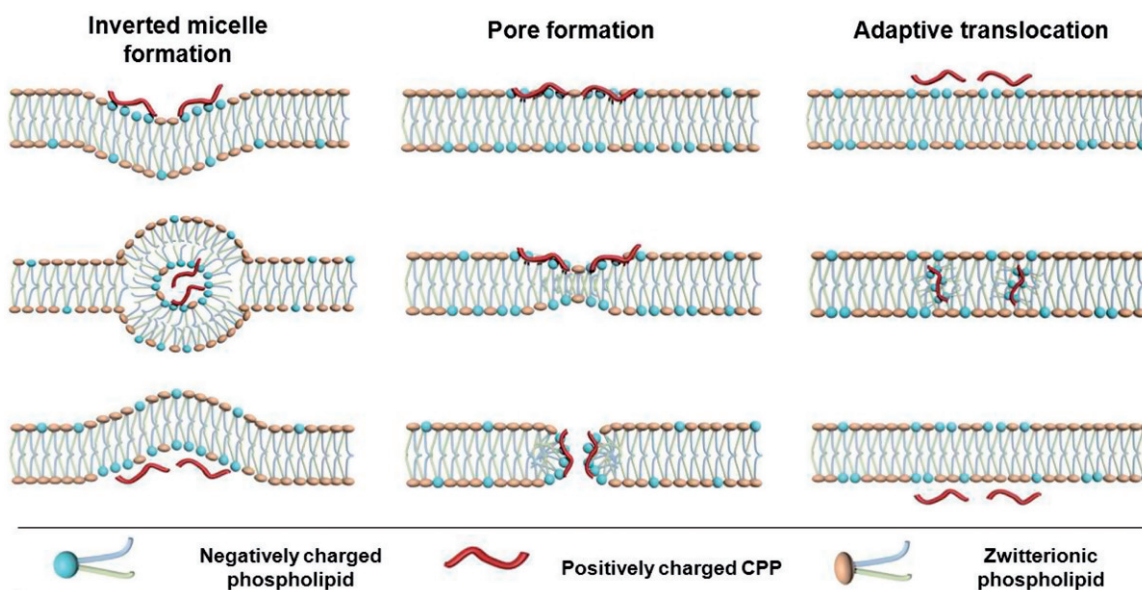 Inverted micelle
formation
Pore formation
Adaptive translocation
Negatively charged
phospholipid
Positively charged CPP
Zwitterionic
phospholipid